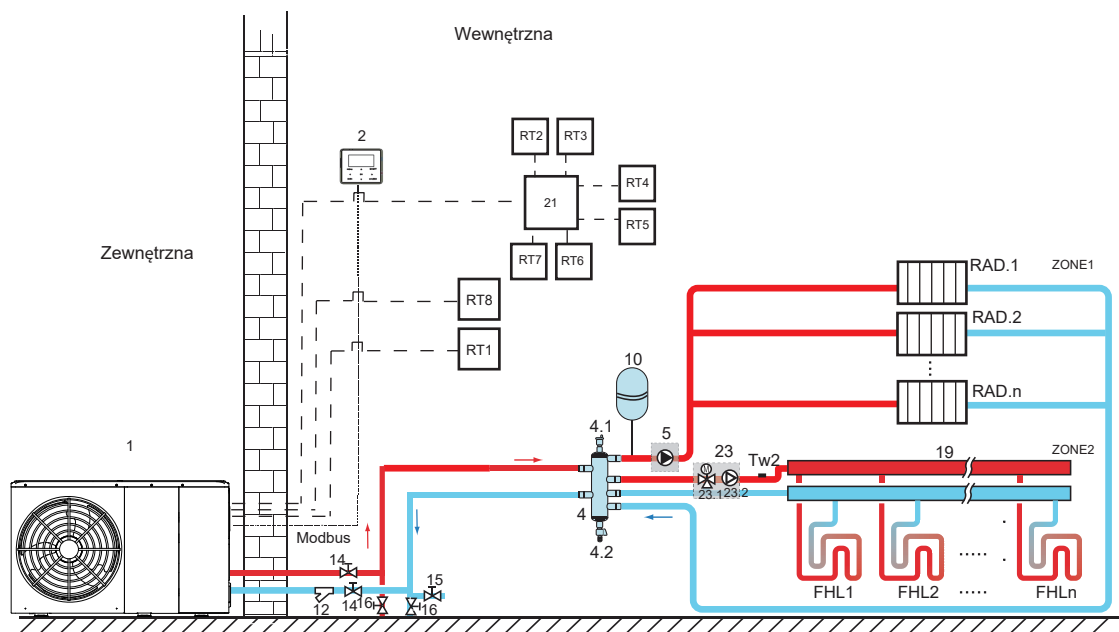 Wewnętrzna
2
RT2
RT3
RT4
21
RT5
RT7
RT6
Zewnętrzna
RAD.1
ZONE1
RT8
RAD.2
RT1
10
RAD.n
4.1
5
1
23
Tw2
19
ZONE2
M
23.1
23.2
4
Modbus
4.2
14
15
12
14
16
16
FHL1
FHL2
FHLn